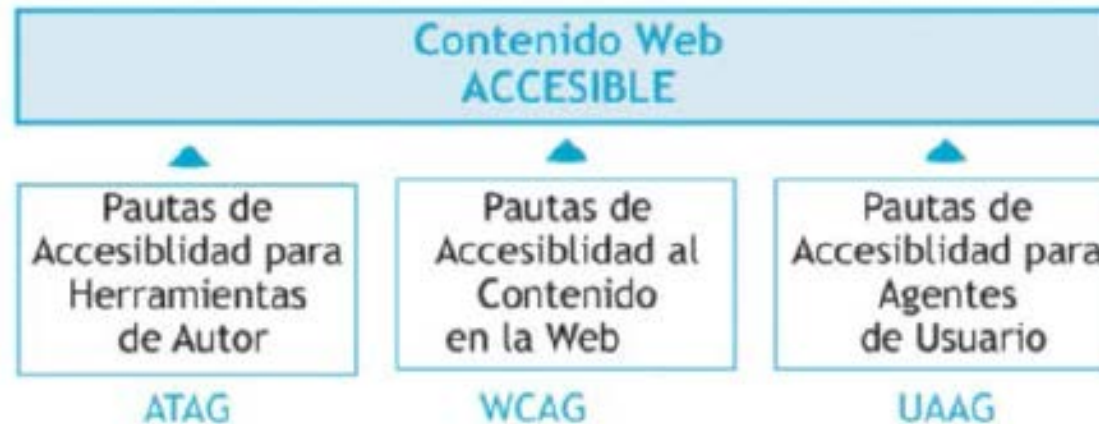 Contenido Web
ACCESIBLE
Pautas de
Accesiblidad para
Herramientas
de Autor
ATAG
Pautas de
Accesiblidad al
Contenido
en la Web
WCAG
Pautas de
Accesiblidad para
Agentes
de Usuario
UAAG